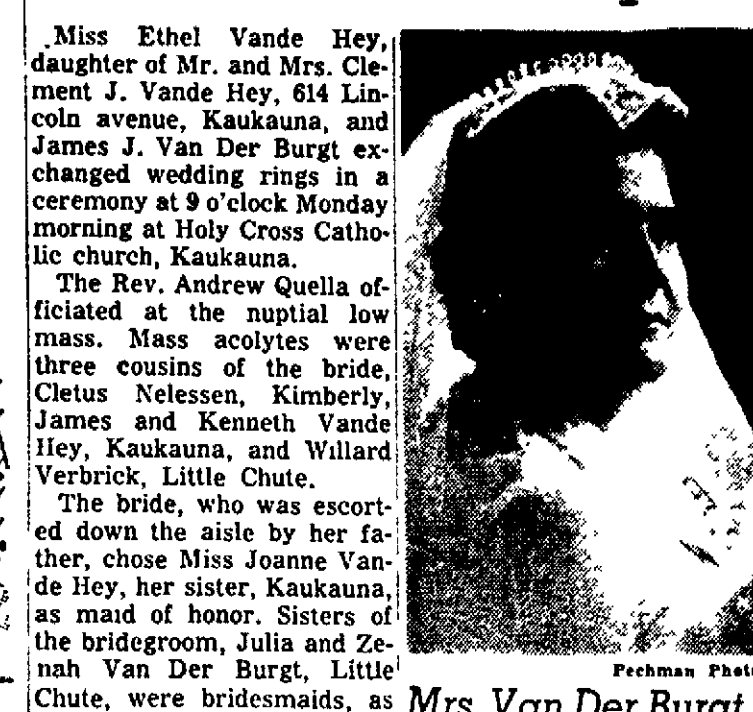 Miss Ethel Vande Hey,
daughter of Mr. and Mrs. Cle-
ment J. Vande Hey, 614 Lin-
coln avenue, Kaukauna, and
James J. Van Der Burgt ex-
changed wedding rings in a
ceremony at 9 o'clock Monday
morning at Holy Cross Catho-
lic church, Kaukauna.
The Rev. Andrew Quella of-
ficiated at the nuptial low
mass. Mass acolytes were
three cousins of the bride,
Cletus Nelessen, Kimberly,
James and Kenneth Vande
Hey, Kaukauna, and Willard
Verbrick, Little Chute.
The bride, who was escort-
ed down the aisle by her fa-
ther, chose Miss Joanne Van-
de Hey, her sister, Kaukauna,
as maid of honor. Sisters of
the bridegroom, Julia and Ze-
nah Van Der Burgt, Little
Chute, were bridesmaids, as
Pechman Phot
Mrs. Van Der Burgt